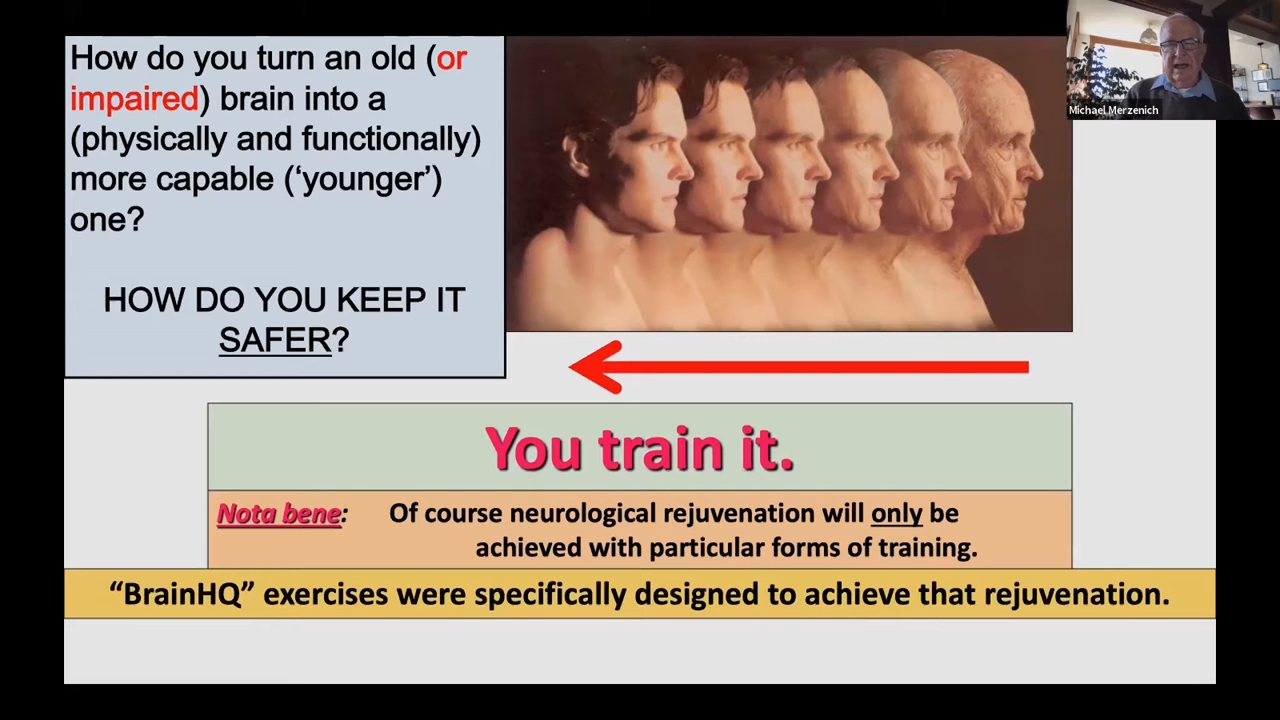 How do you turn an old (or
impaired) brain into a
(physically and functionally)
more capable (‘younger’)
one?
HOW DO YOU KEEP IT
SAFER?
Michael Merzenich
You train it.
Nota bene: Of course neurological rejuvenation will only be
achieved with particular forms of training.
“BrainHQ” exercises were specifically designed to achieve that rejuvenation.